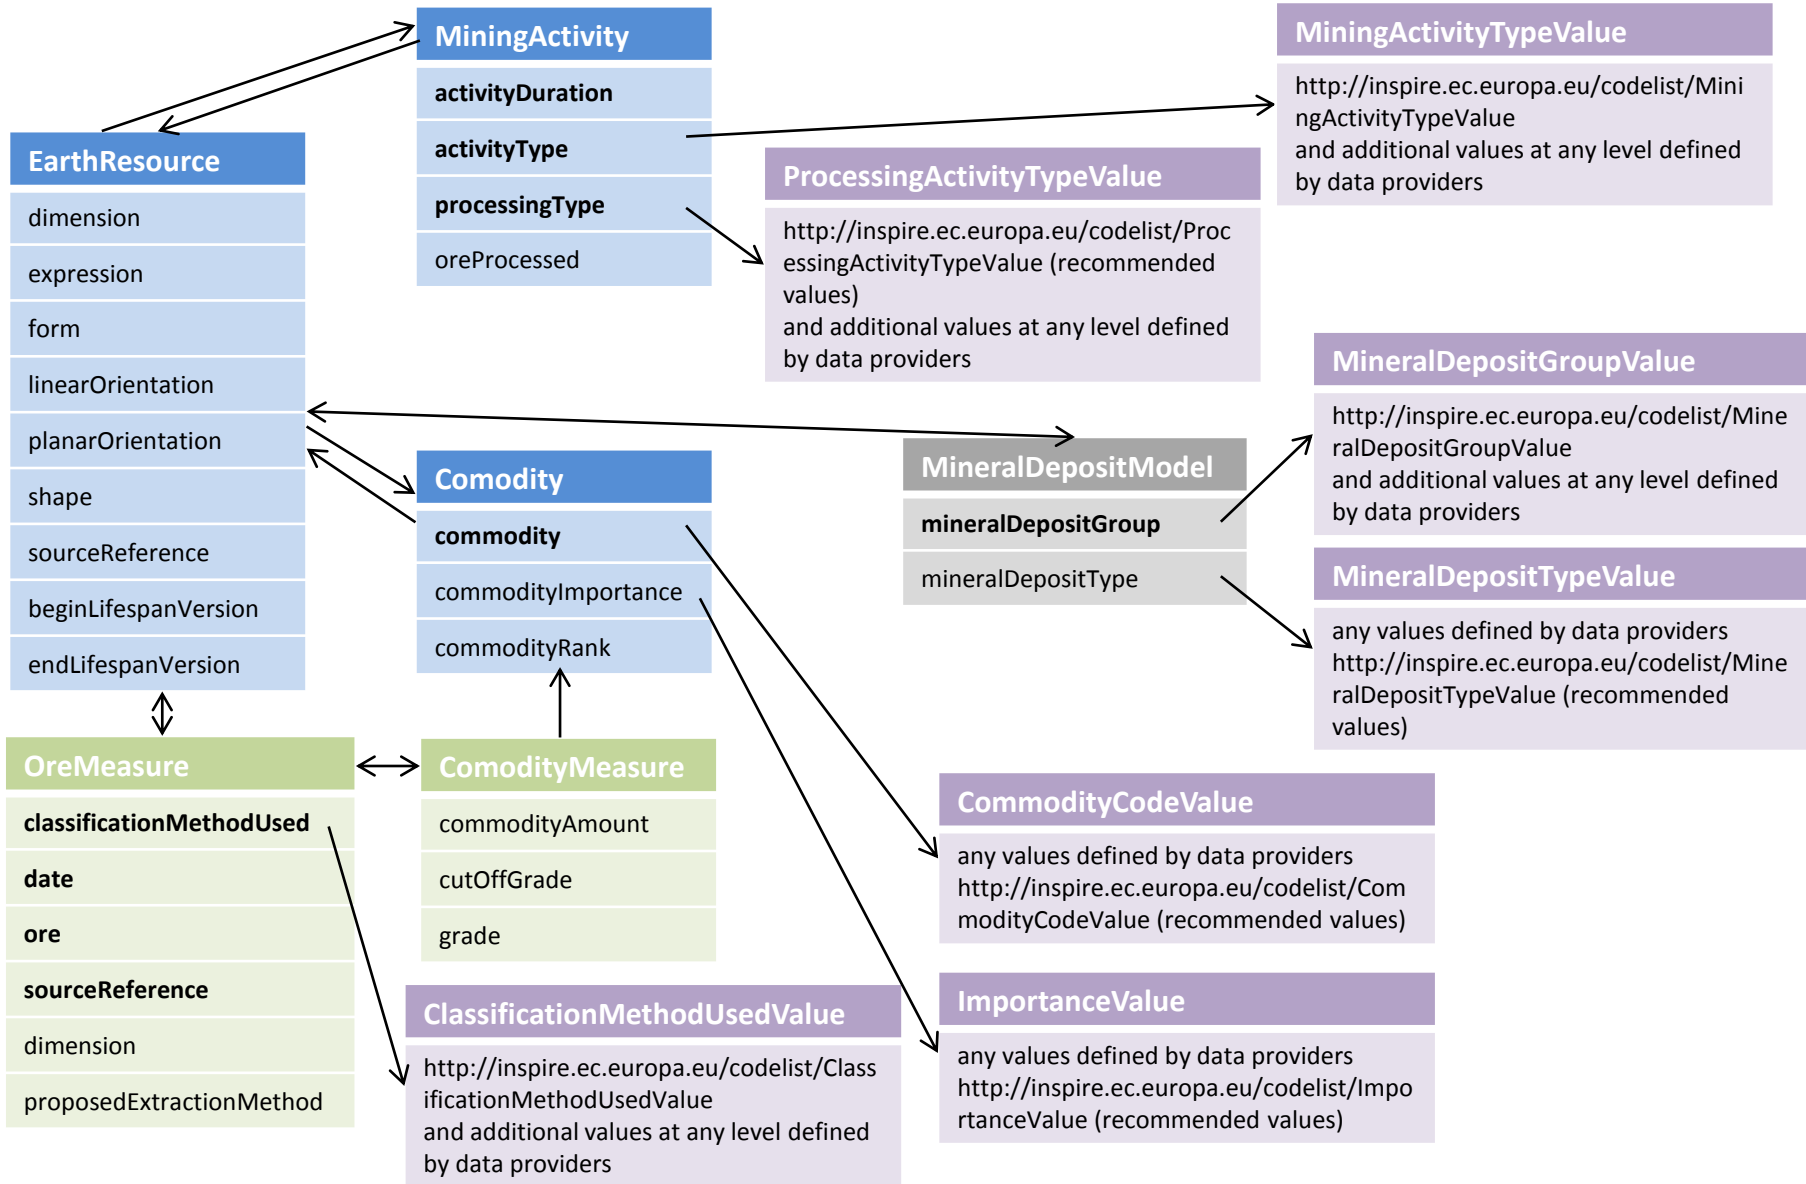 MiningActivity
activityDuration
activityType
processingType
oreProcessed
MiningActivityTypeValue
http://inspire.ec.europa.eu/codelist/Mini
ngActivityTypeValue
and additional values at any level defined
by data providers
EarthResource
dimension
expression
form
linearOrientation
planarOrientation
shape
sourceReference
beginLifespanVersion
endLifespanVersion
ProcessingActivityTypeValue
http://inspire.ec.europa.eu/codelist/Proc
essingActivityTypeValue (recommended
values)
and additional values at any level defined
by data providers
MineralDepositGroupValue
http://inspire.ec.europa.eu/codelist/Mine
ralDepositGroupValue
and additional values at any level defined
by data providers
Comodity
commodity
commodityImportance
commodityRank
MineralDepositModel
mineralDepositGroup
mineralDepositType
MineralDepositTypeValue
any values defined by data providers
http://inspire.ec.europa.eu/codelist/Mine
ralDepositTypeValue (recommended
values)
OreMeasure
classificationMethodUsed
date
ore
sourceReference
dimension
proposedExtractionMethod
ComodityMeasure
commodityAmount
cutOffGrade
grade
CommodityCodeValue
any values defined by data providers
http://inspire.ec.europa.eu/codelist/Com
modityCodeValue (recommended values)
ClassificationMethodUsedValue
http://inspire.ec.europa.eu/codelist/Class
ificationMethodUsedValue
and additional values at any level defined
by data providers
ImportanceValue
any values defined by data providers
http://inspire.ec.europa.eu/codelist/Impo
rtanceValue (recommended values)